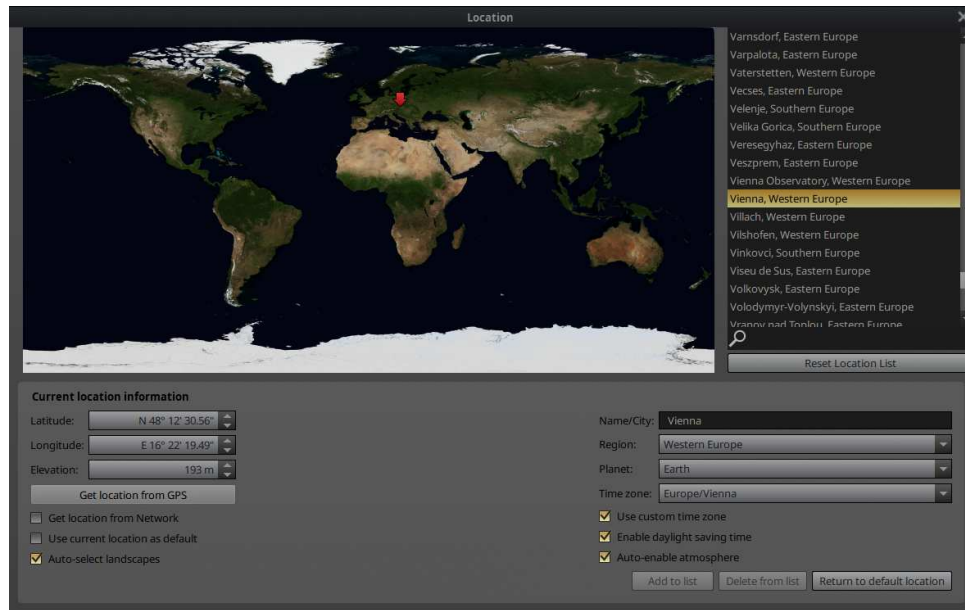 Location
Varnsdorf, Eastern Europe
Varpalota, Eastern Europe
Vaterstetten, Western Europe
Vecses, Eastern Europe
Velenje, Southern Europe
Velika Gorica, Southern Europe
Veresegyhaz, Eastern Europe
Veszprem, Eastern Europe
Vienna Observatory, Western Europe
Vienna, Western Europe
Villach, Western Europe
Vilshofen, Western Europe
Vinkovci, Southern Europe
Viseu de Sus, Eastern Europe
Volkovysk, Eastern Europe
Volodymyr-Volynskyi, Eastern Europe
Vranov nad Toplou, Eastern Europe
Reset Location List
Current location information
Latitude: N 48° 12' 30.56"
Longitude: E 16° 22' 19.49"
Elevation: 193 m
Get location from GPS
Get location from Network
Use current location as default
Auto-select landscapes
Name/City: Vienna
Region: Western Europe
Planet: Earth
Time zone: Europe/Vienna
Use custom time zone
Enable daylight saving time
Auto-enable atmosphere
Add to list Delete from list Return to default location